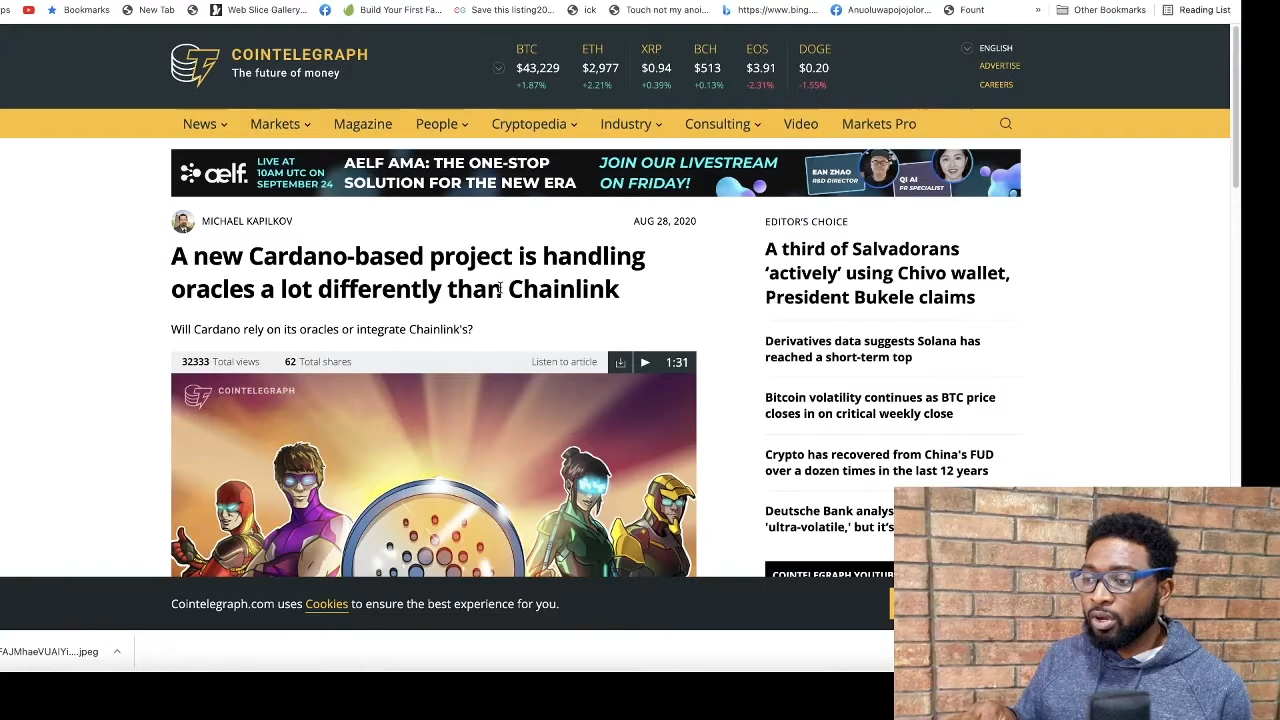 ps
Bookmarks
New Tab
Web Slice Gallery...
Build Your First Fa...
Save this listing20...
ick
Touch not my anoi...
https://www.bing....
Anuoluwapojojolor...
Fount
»
Other Bookmarks
Reading List
COINTELEGRAPH
The future of money
BTC ETH XRP BCH EOS DOGE
$43,229 $2,977 $0.94 $513 $3.91 $0.20
+1.87% +2.21% +0.39% +0.13% -2.31% -1.55%
ENGLISH
ADVERTISE
CAREERS
News Markets Magazine People Cryptopedia Industry Consulting Video Markets Pro
aelf.
LIVE AT
10AM UTC ON
SEPTEMBER 24
AELF AMA: THE ONE-STOP
SOLUTION FOR THE NEW ERA
JOIN OUR LIVESTREAM
ON FRIDAY!
EAN ZHAO
R&D DIRECTOR
QI AI
PR SPECIALIST
MICHAEL KAPILKOV
AUG 28, 2020
A new Cardano-based project is handling
oracles a lot differently than Chainlink
Will Cardano rely on its oracles or integrate Chainlink's?
32333 Total views 62 Total shares Listen to article 1:31
COINTELEGRAPH
EDITOR'S CHOICE
A third of Salvadorans
‘actively’ using Chivo wallet,
President Bukele claims
Derivatives data suggests Solana has
reached a short-term top
Bitcoin volatility continues as BTC price
closes in on critical weekly close
Crypto has recovered from China's FUD
over a dozen times in the last 12 years
Deutsche Bank analys
'ultra-volatile,' but it's
COINTELEGRAPH YOUTUB
Cointelegraph.com uses Cookies to ensure the best experience for you.
FAJMhaeVUAIYi....jpeg